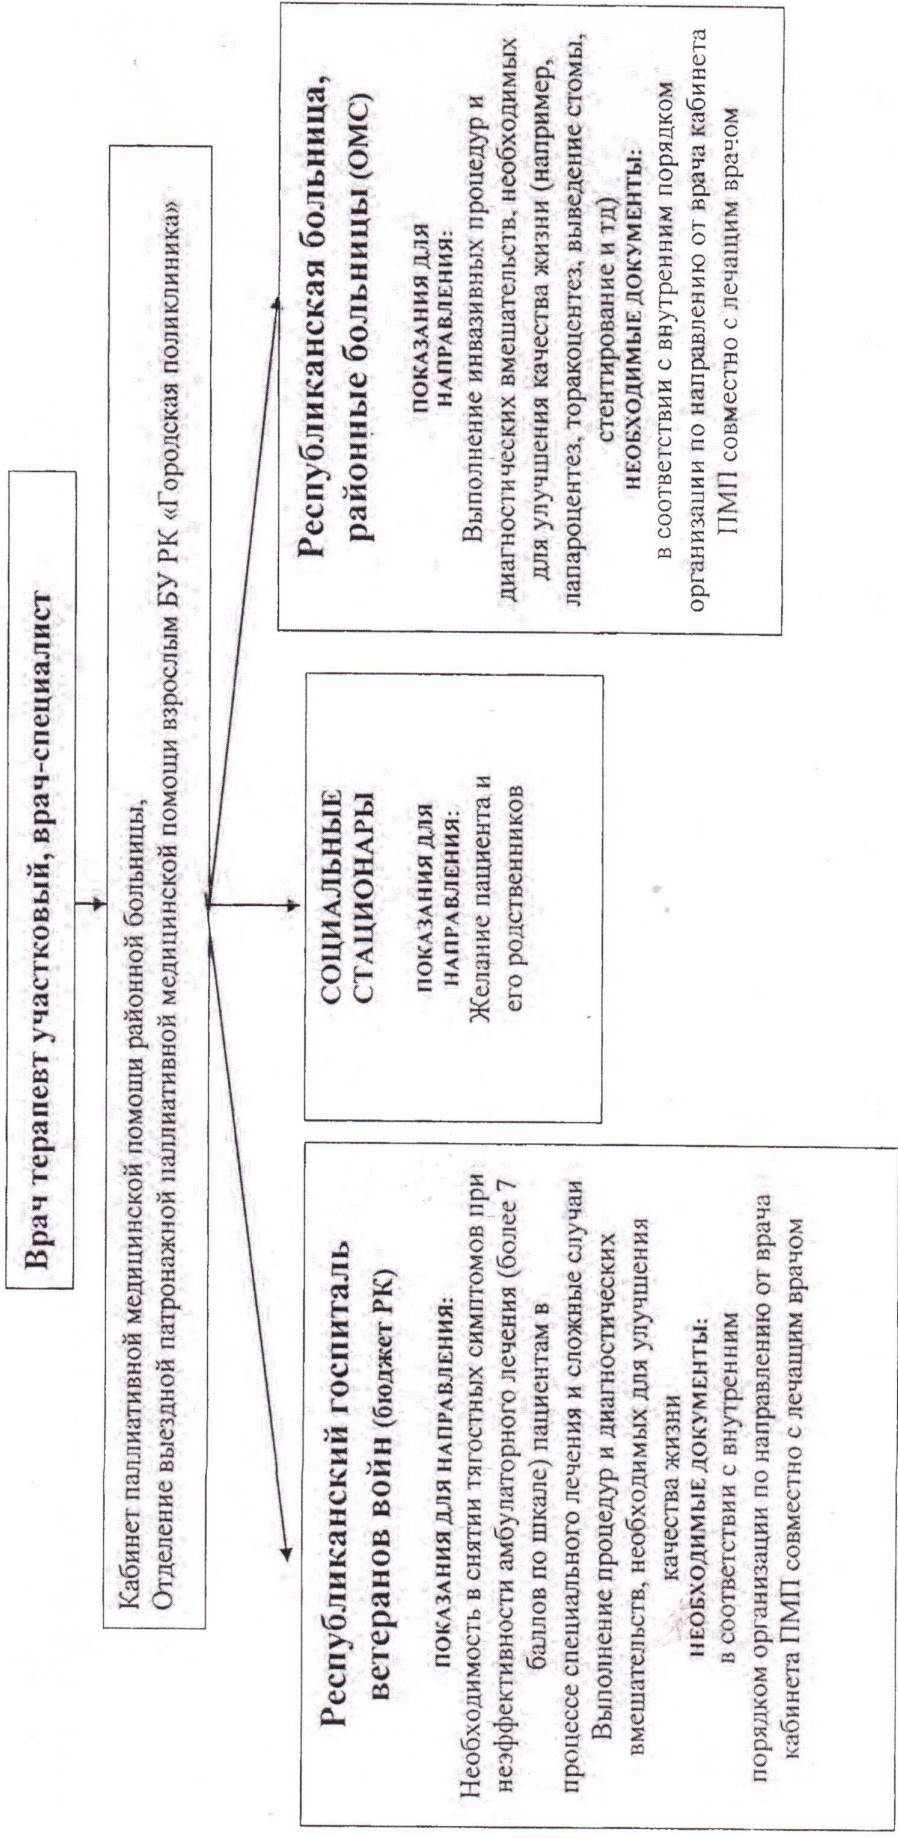 Врач терапевт участковый, врач-специалист
Кабинет паллиативной медицинской помощи районной больницы,
Отделение выездной патронажной паллиативной медицинской помощи взрослым БУ РК «Городская поликлиника»
Республиканский госпиталь
ветеранов войн (бюджет РК)
ПОКАЗАНИЯ ДЛЯ НАПРАВЛЕНИЯ:
Необходимость в снятии тягостных симптомов при
неэффективности амбулаторного лечения (более 7
баллов по шкале) пациентам в
процессе специального лечения и сложные случаи
Выполнение процедур и диагностических
вмешательств, необходимых для улучшения
качества жизни
НЕОБХОДИМЫЕ ДОКУМЕНТЫ:
в соответствии с внутренним
порядком организации по направлению от врача
кабинета ПМП совместно с лечащим врачом
СОЦИАЛЬНЫЕ
СТАЦИОНАРЫ
ПОКАЗАНИЯ ДЛЯ
НАПРАВЛЕНИЯ:
Желание пациента и
его родственников
Республиканская больница,
районные больницы (ОМС)
ПОКАЗАНИЯ ДЛЯ
НАПРАВЛЕНИЯ:
Выполнение инвазивных процедур и
диагностических вмешательств, необходимых
для улучшения качества жизни (например,
лапароцентез, торакоцентез, выведение стомы,
стентирование и тд)
НЕОБХОДИМЫЕ ДОКУМЕНТЫ:
в соответствии с внутренним порядком
организации по направлению от врача кабинета
ПМП совместно с лечащим врачом